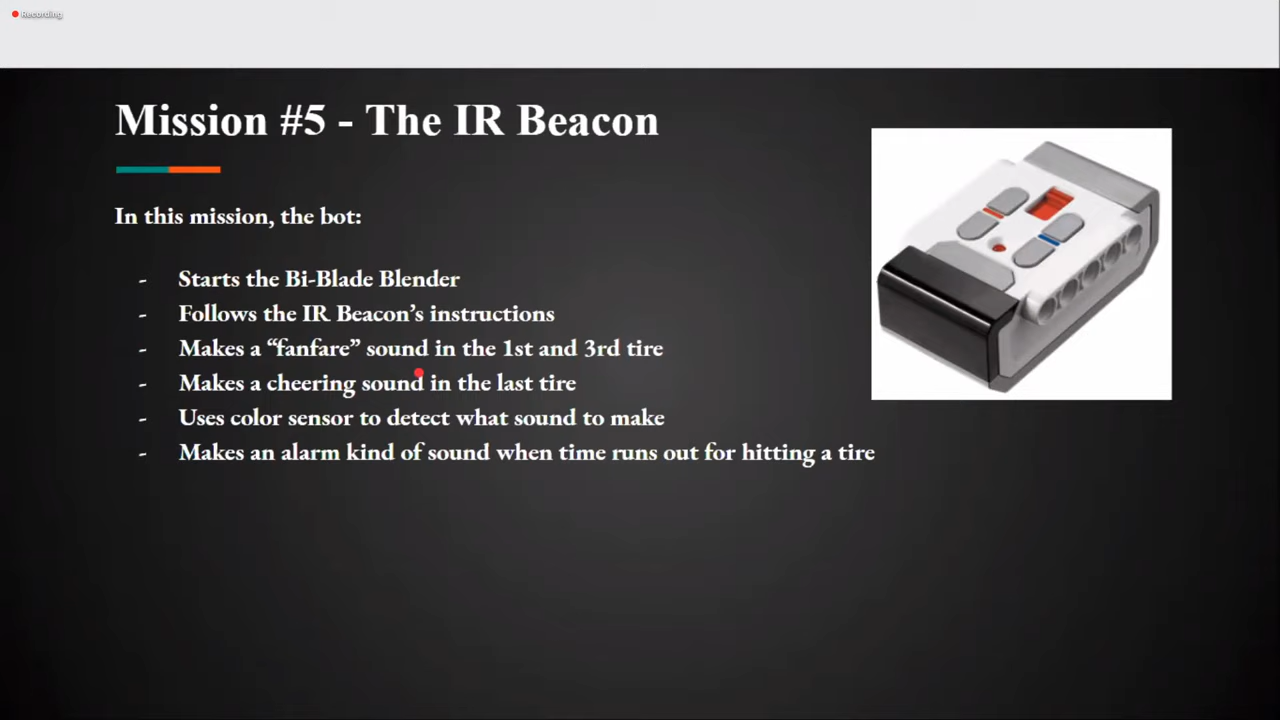 Recording
Mission #5 - The IR Beacon
In this mission, the bot:
- Starts the Bi-Blade Blender
- Follows the IR Beacon’s instructions
- Makes a “fanfare” sound in the 1st and 3rd tire
- Makes a cheering sound in the last tire
- Uses color sensor to detect what sound to make
- Makes an alarm kind of sound when time runs out for hitting a tire